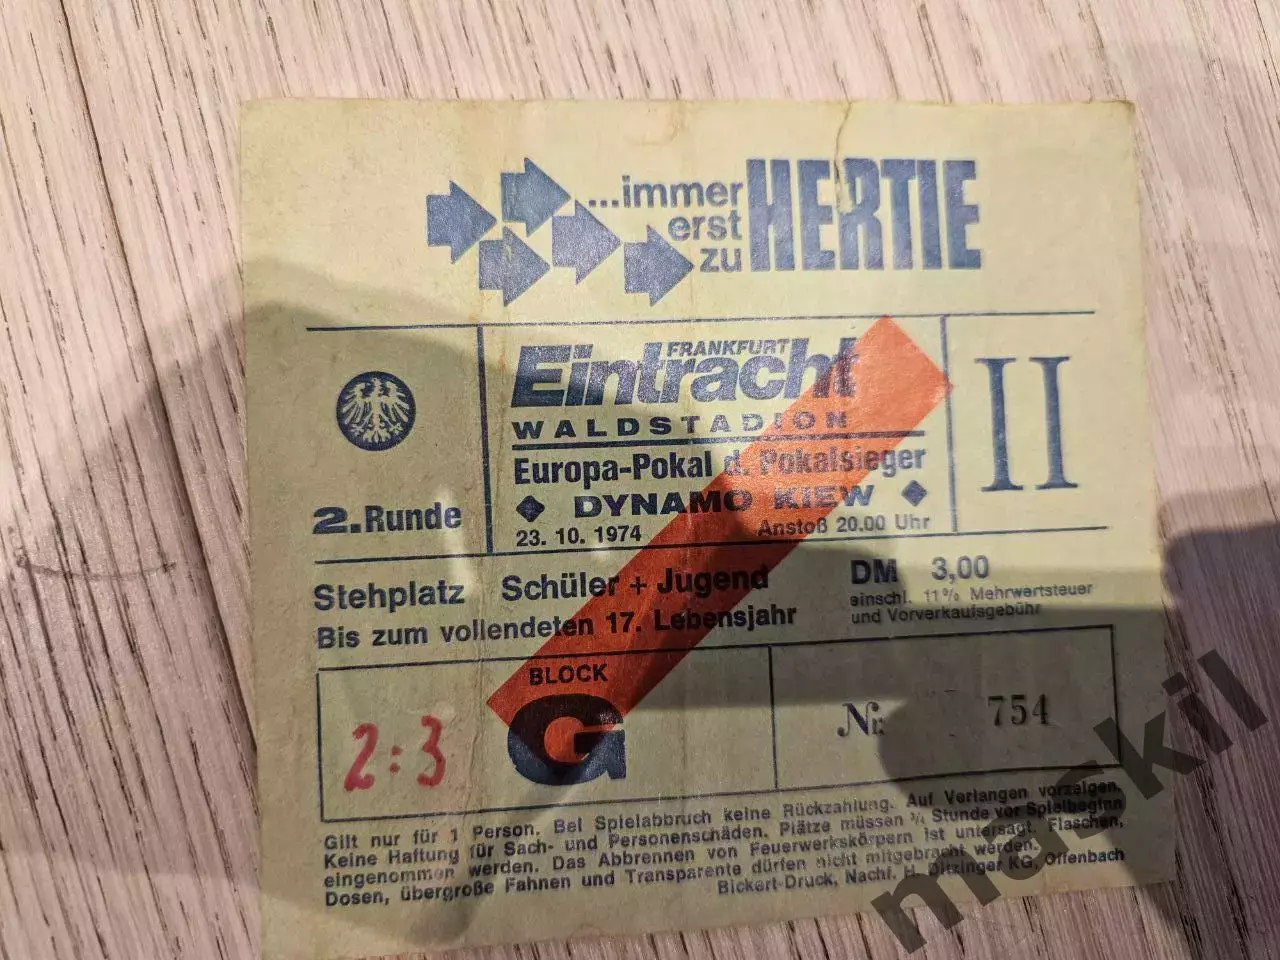 ...immer
erst
zu
HERTIE
FRANKFURT
Eintracht
WALDSTADION
Europa-Pokal d. Pokalsieger
DYNAMO KIEW
23. 10. 1974 Anstoß 20.00 Uhr
2. Runde
II
Stehplatz Schüler + Jugend
Bis zum vollendeten 17. Lebensjahr
DM 3,00
einschl. 11% Mehrwertsteuer
und Vorverkaufsgebühr
2:3
BLOCK
G
Nr. 754
Gilt nur für 1 Person. Bei Spielabbruch keine Rückzahlung. Auf Verlangen vorzeigen.
Keine Haftung für Sach- und Personenschäden. Plätze müssen ¾ Stunde vor Spielbeginn
eingenommen werden. Das Abbrennen von Feuerwerkskörpern ist untersagt. Flaschen,
Dosen, übergroße Fahnen und Transparente dürfen nicht mitgebracht werden.
Bickert-Druck, Nachf. H. Ditzinger KG, Offenbach
maskil